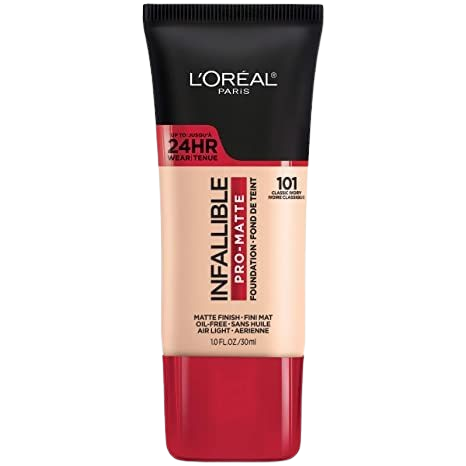 L'ORÉAL
PARIS
UP TO/JUSQU'À
24HR
WEAR/TENUE
101
CLASSIC IVORY
IVOIRE CLASSIQUE
INFALLIBLE
PRO-MATTE
FOUNDATION • FOND DE TEINT
MATTE FINISH • FINI MAT
OIL-FREE • SANS HUILE
AIR LIGHT • AERIENNE
1.0 FL.OZ./30ml